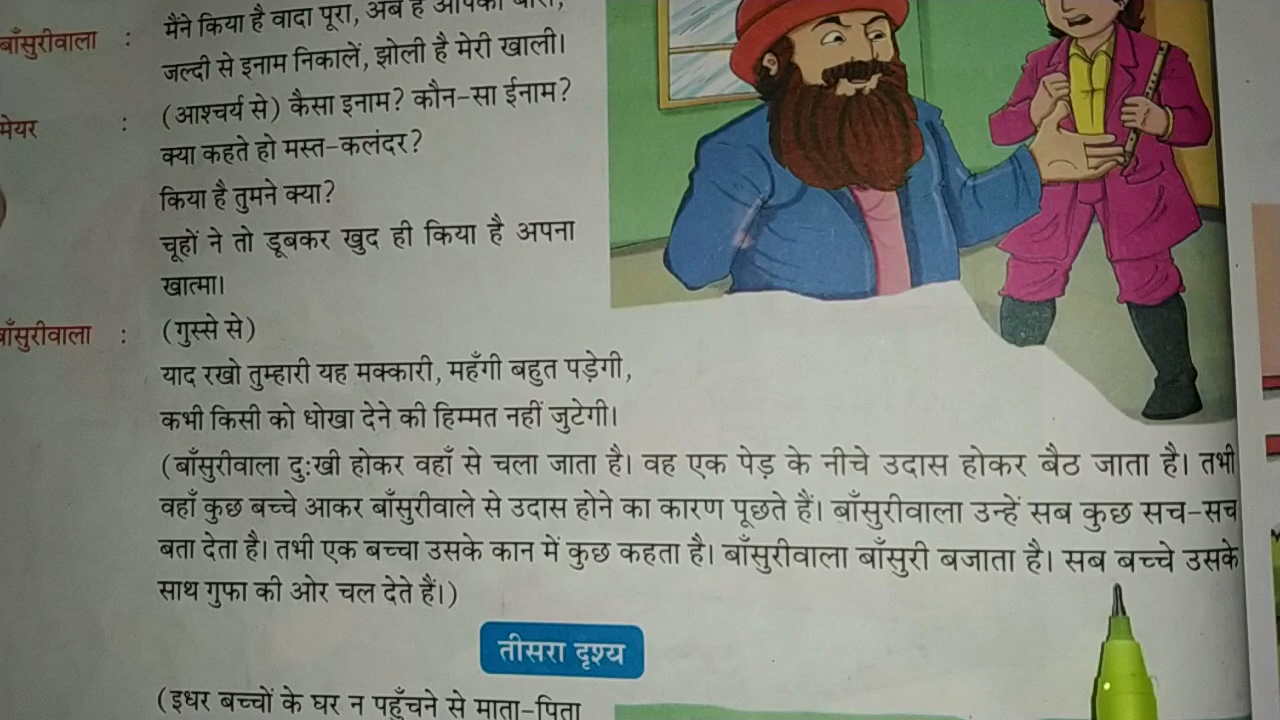 बाँसुरीवाला : मैंने किया है वादा पूरा, अब है आपकी बारी,
जल्दी से इनाम निकालें, झोली है मेरी खाली।
मेयर : (आश्चर्य से) कैसा इनाम? कौन-सा ईनाम?
क्या कहते हो मस्त-कलंदर?
किया है तुमने क्या?
चूहों ने तो डूबकर खुद ही किया है अपना
खात्मा।
बाँसुरीवाला : (गुस्से से)
याद रखो तुम्हारी यह मक्कारी, महँगी बहुत पड़ेगी,
कभी किसी को धोखा देने की हिम्मत नहीं जुटेगी।
(बाँसुरीवाला दुःखी होकर वहाँ से चला जाता है। वह एक पेड़ के नीचे उदास होकर बैठ जाता है। तभी
वहाँ कुछ बच्चे आकर बाँसुरीवाले से उदास होने का कारण पूछते हैं। बाँसुरीवाला उन्हें सब कुछ सच-सच
बता देता है। तभी एक बच्चा उसके कान में कुछ कहता है। बाँसुरीवाला बाँसुरी बजाता है। सब बच्चे उसके
साथ गुफा की ओर चल देते हैं।)
तीसरा दृश्य
(इधर बच्चों के घर न पहुँचने से माता-पिता